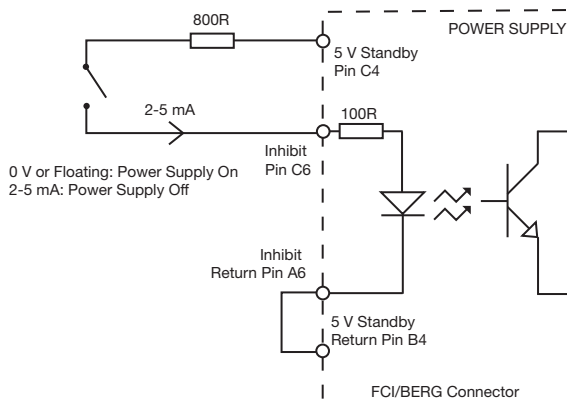 POWER SUPPLY
800R
5 V Standby
Pin C4
2-5 mA
100R
Inhibit
Pin C6
0 V or Floating: Power Supply On
2-5 mA: Power Supply Off
Inhibit
Return Pin A6
5 V Standby
Return Pin B4
FCI/BERG Connector